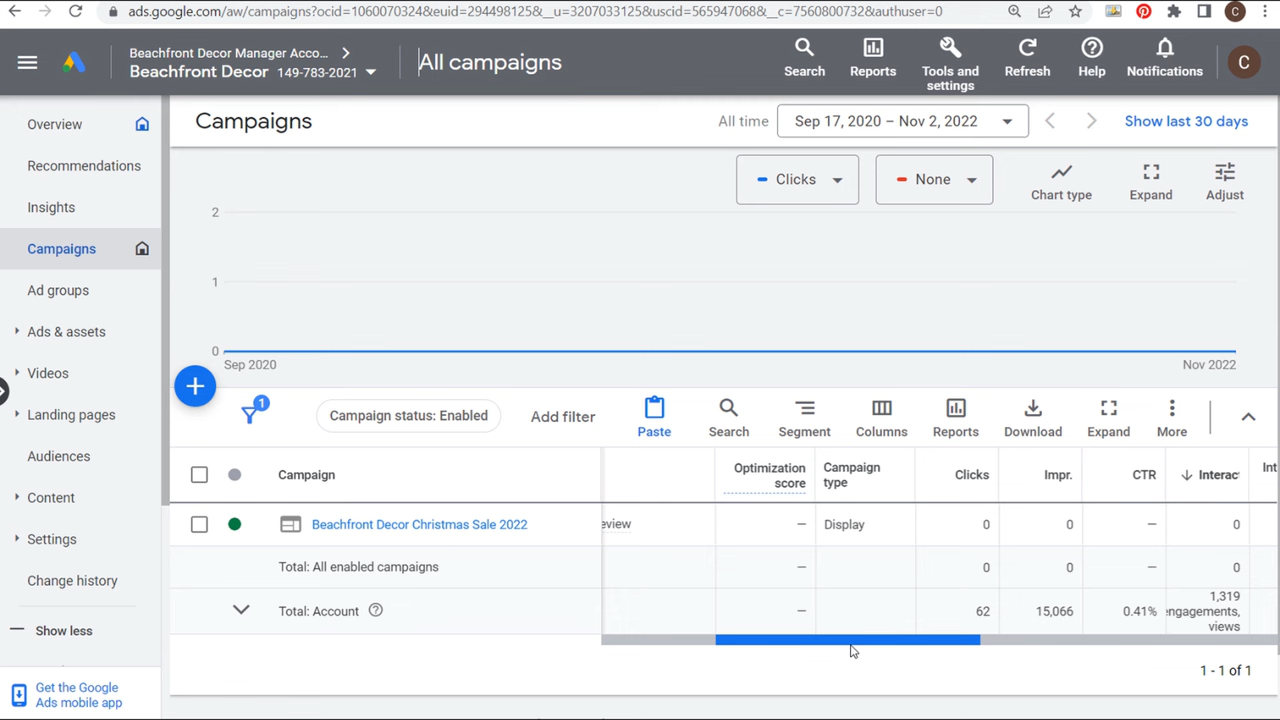 ads.google.com/aw/campaigns?ocid=1060070324&euid=294498125&__u=3207033125&uscid=565947068&__c=7560800732&authuser=0
C
Beachfront Decor Manager Acco...
Beachfront Decor 149-783-2021
All campaigns
Search
Reports
Tools and
settings
Refresh
Help
Notifications
C
Overview
Recommendations
Insights
Campaigns
Ad groups
Ads & assets
Videos
Landing pages
Audiences
Content
Settings
Change history
Show less
Get the Google
Ads mobile app
Campaigns
All time
Sep 17, 2020 – Nov 2, 2022
Show last 30 days
Clicks
None
Chart type
Expand
Adjust
2
1
0
Sep 2020
Nov 2022
1
Campaign status: Enabled
Add filter
Paste
Search
Segment
Columns
Reports
Download
Expand
More
Campaign
Optimization
score
Campaign
type
Clicks
Impr.
CTR
Interac
Int
Beachfront Decor Christmas Sale 2022
eview
—
Display
0
0
—
0
Total: All enabled campaigns
—
0
0
—
0
Total: Account
—
62
15,066
0.41%
1,319
engagements,
views
1 - 1 of 1